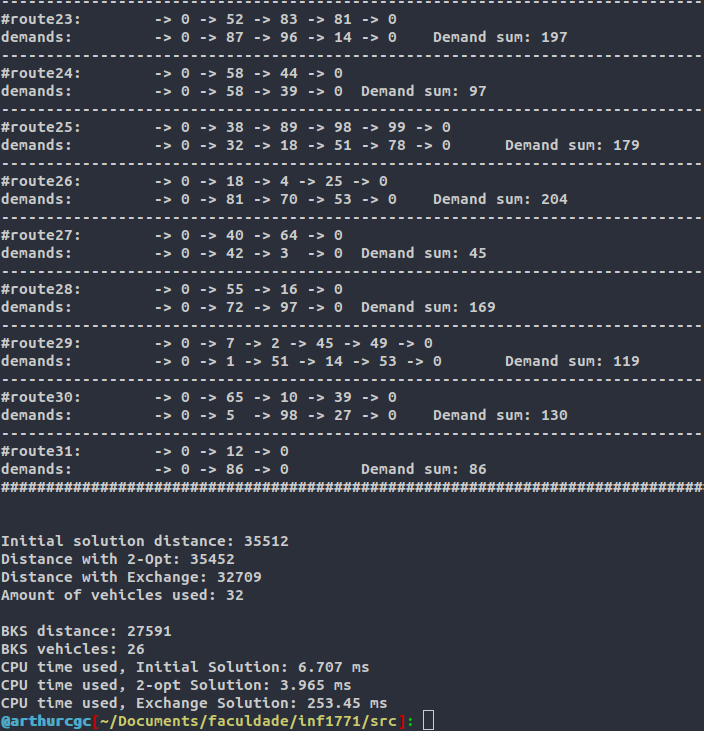 --------------------------------------------------------------------------------
#route23:        -> 0 -> 52 -> 83 -> 81 -> 0
demands:         -> 0 -> 87 -> 96 -> 14 -> 0    Demand sum: 197
--------------------------------------------------------------------------------
#route24:        -> 0 -> 58 -> 44 -> 0
demands:         -> 0 -> 58 -> 39 -> 0  Demand sum: 97
--------------------------------------------------------------------------------
#route25:        -> 0 -> 38 -> 89 -> 98 -> 99 -> 0
demands:         -> 0 -> 32 -> 18 -> 51 -> 78 -> 0      Demand sum: 179
--------------------------------------------------------------------------------
#route26:        -> 0 -> 18 -> 4 -> 25 -> 0
demands:         -> 0 -> 81 -> 70 -> 53 -> 0    Demand sum: 204
--------------------------------------------------------------------------------
#route27:        -> 0 -> 40 -> 64 -> 0
demands:         -> 0 -> 42 -> 3  -> 0  Demand sum: 45
--------------------------------------------------------------------------------
#route28:        -> 0 -> 55 -> 16 -> 0
demands:         -> 0 -> 72 -> 97 -> 0  Demand sum: 169
--------------------------------------------------------------------------------
#route29:        -> 0 -> 7 -> 2 -> 45 -> 49 -> 0
demands:         -> 0 -> 1 -> 51 -> 14 -> 53 -> 0       Demand sum: 119
--------------------------------------------------------------------------------
#route30:        -> 0 -> 65 -> 10 -> 39 -> 0
demands:         -> 0 -> 5  -> 98 -> 27 -> 0    Demand sum: 130
--------------------------------------------------------------------------------
#route31:        -> 0 -> 12 -> 0
demands:         -> 0 -> 86 -> 0        Demand sum: 86
################################################################################
Initial solution distance: 35512
Distance with 2-Opt: 35452
Distance with Exchange: 32709
Amount of vehicles used: 32
BKS distance: 27591
BKS vehicles: 26
CPU time used, Initial Solution: 6.707 ms
CPU time used, 2-opt Solution: 3.965 ms
CPU time used, Exchange Solution: 253.45 ms
@arthurcgc[~/Documents/faculdade/inf1771/src]: